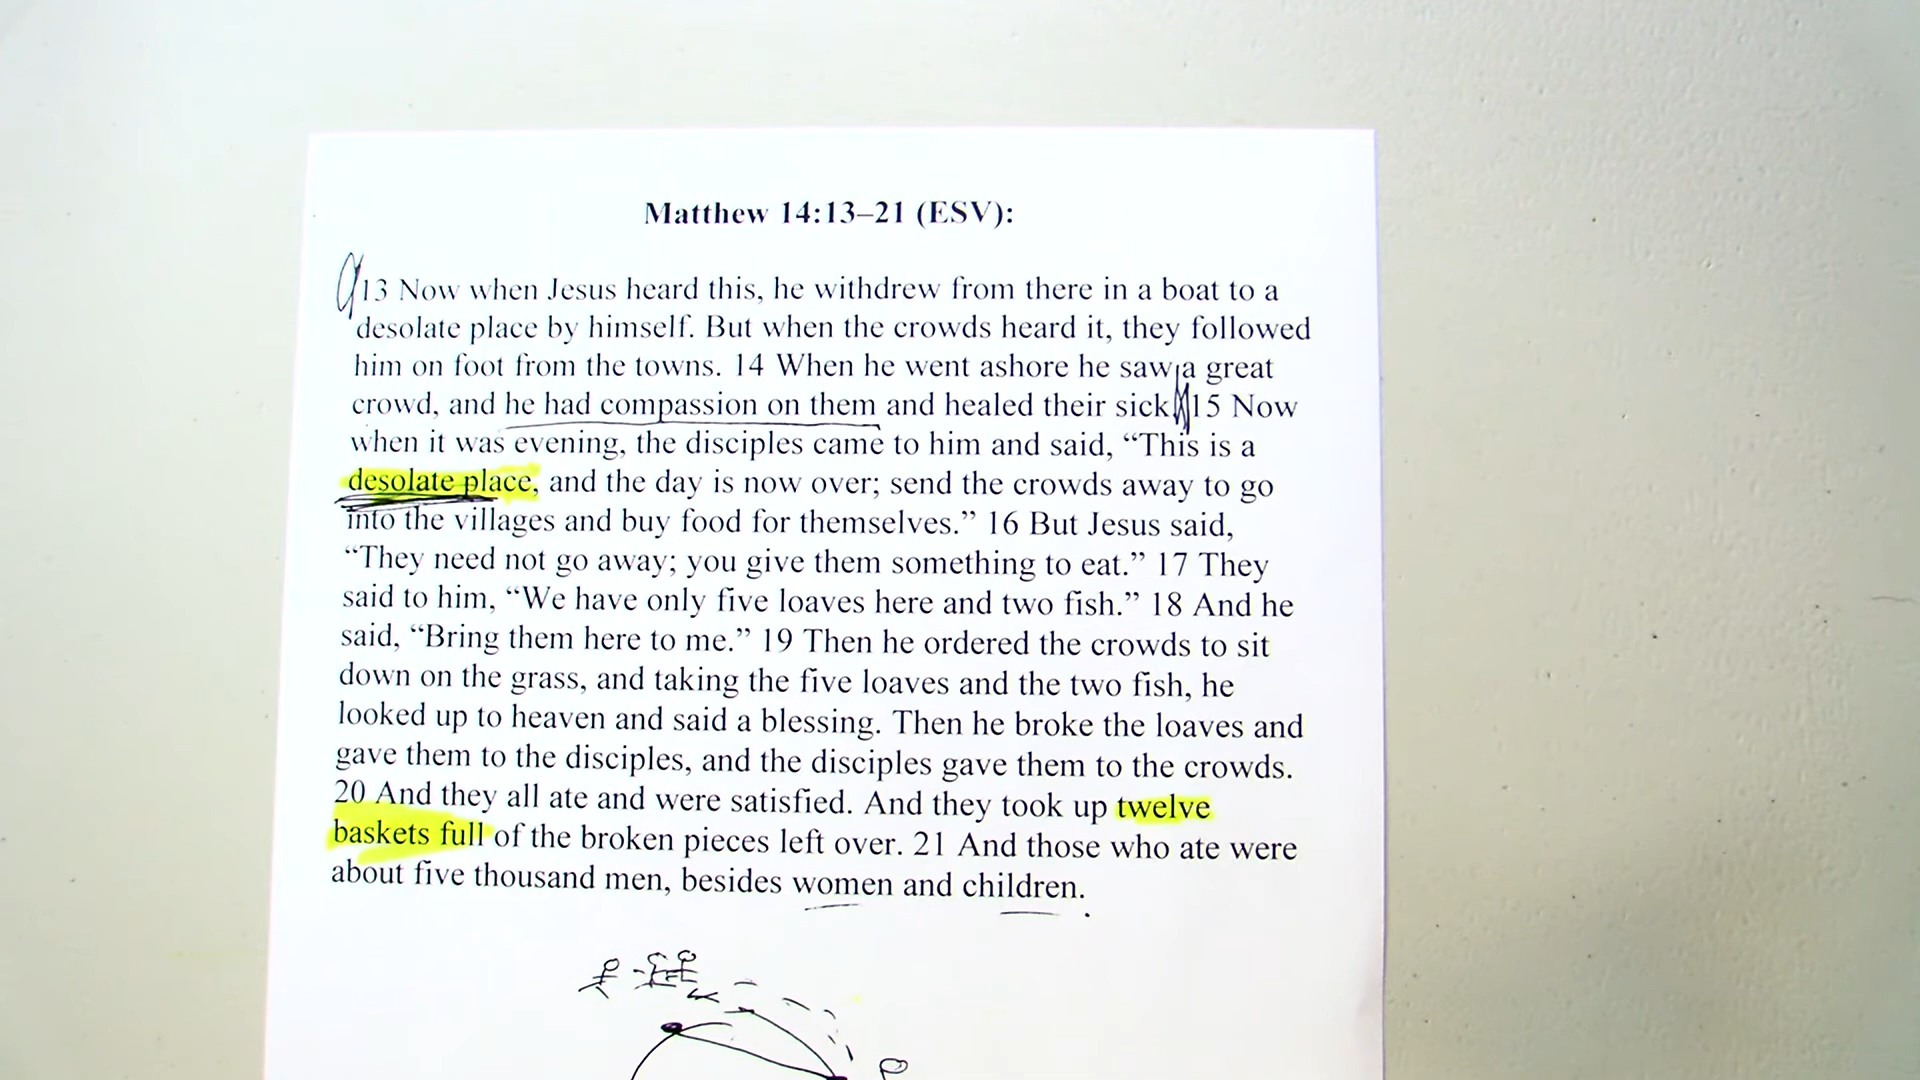 Matthew 14:13–21 (ESV):
13 Now when Jesus heard this, he withdrew from there in a boat to a
desolate place by himself. But when the crowds heard it, they followed
him on foot from the towns. 14 When he went ashore he saw a great
crowd, and he had compassion on them and healed their sick. 15 Now
when it was evening, the disciples came to him and said, “This is a
desolate place, and the day is now over; send the crowds away to go
into the villages and buy food for themselves.” 16 But Jesus said,
“They need not go away; you give them something to eat.” 17 They
said to him, “We have only five loaves here and two fish.” 18 And he
said, “Bring them here to me.” 19 Then he ordered the crowds to sit
down on the grass, and taking the five loaves and the two fish, he
looked up to heaven and said a blessing. Then he broke the loaves and
gave them to the disciples, and the disciples gave them to the crowds.
20 And they all ate and were satisfied. And they took up twelve
baskets full of the broken pieces left over. 21 And those who ate were
about five thousand men, besides women and children.